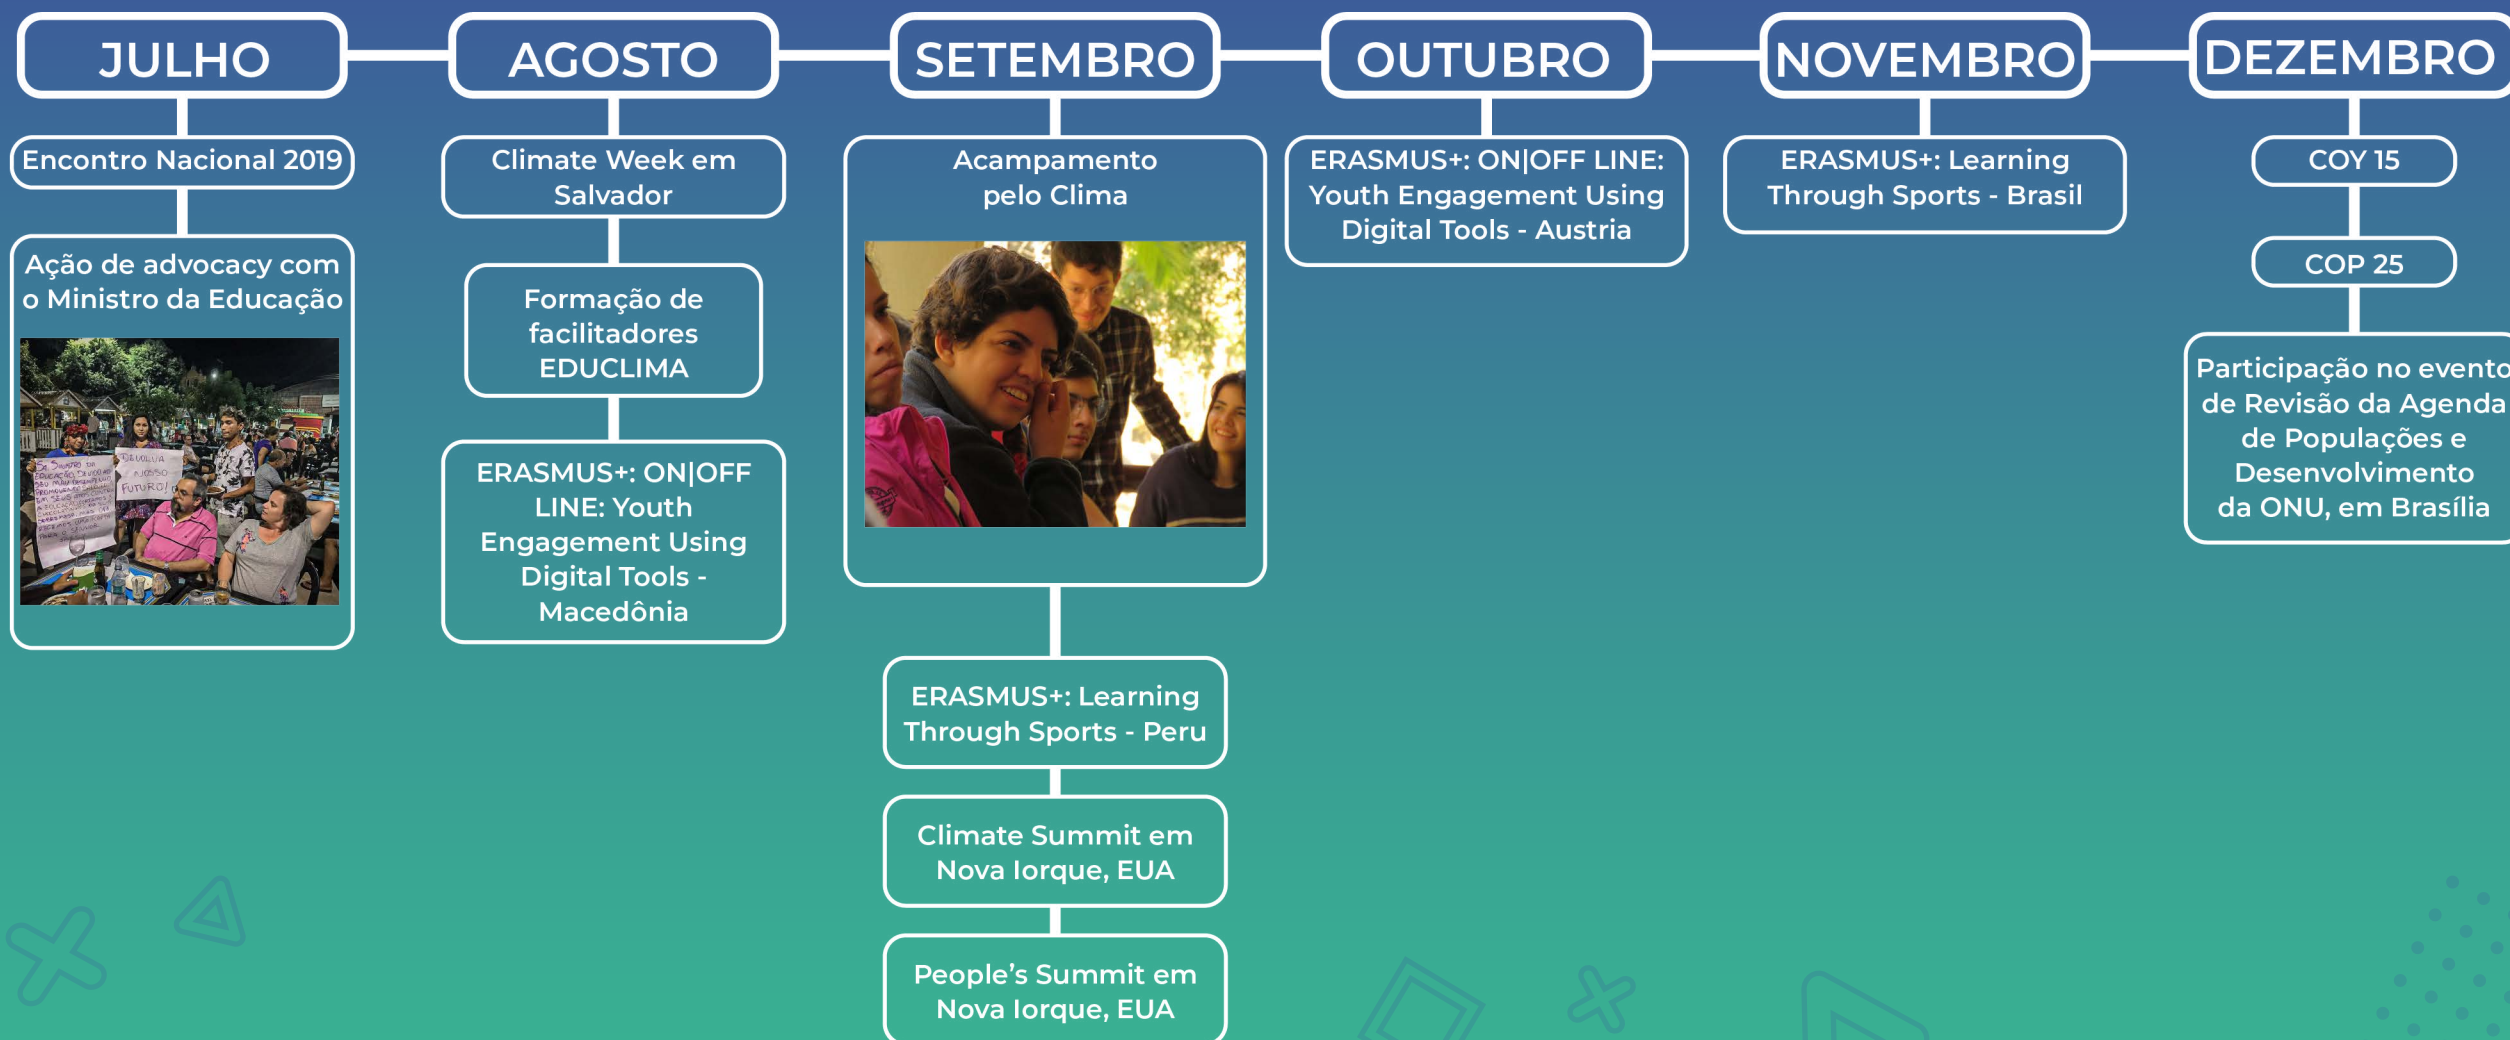 JULHO
Encontro Nacional 2019
Ação de advocacy com
o Ministro da Educação
DEVOLVA
NOSSO
FUTURO!
AGOSTO
Climate Week em
Salvador
Formação de
facilitadores
EDUCLIMA
ERASMUS+: ON|OFF
LINE: Youth
Engagement Using
Digital Tools -
Macedônia
SETEMBRO
Acampamento
pelo Clima
ERASMUS+: Learning
Through Sports - Peru
Climate Summit em
Nova Iorque, EUA
People’s Summit em
Nova Iorque, EUA
OUTUBRO
ERASMUS+: ON|OFF LINE:
Youth Engagement Using
Digital Tools - Austria
NOVEMBRO
ERASMUS+: Learning
Through Sports - Brasil
DEZEMBRO
COY 15
COP 25
Participação no evento
de Revisão da Agenda
de Populações e
Desenvolvimento
da ONU, em Brasília